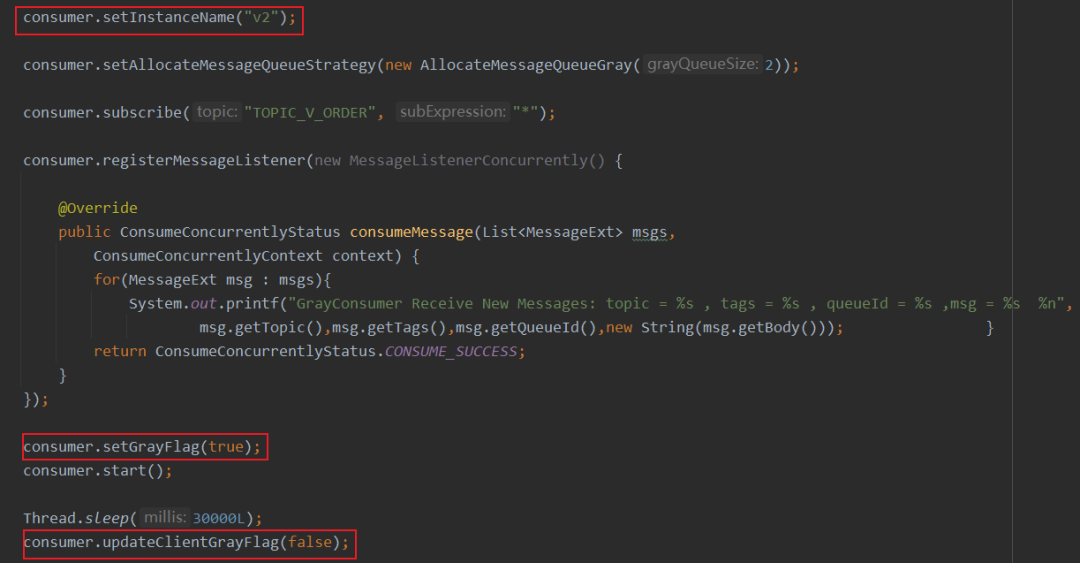 consumer.setInstanceName("v2");
consumer.setAllocateMessageQueueStrategy(new AllocateMessageQueueGray( grayQueueSize: 2));
consumer.subscribe( topic: "TOPIC_V_ORDER", subExpression: "*");
consumer.registerMessageListener(new MessageListenerConcurrently() {
@Override
public ConsumeConcurrentlyStatus consumeMessage(List<MessageExt> msgs,
ConsumeConcurrentlyContext context) {
for(MessageExt msg : msgs){
System.out.printf("GrayConsumer Receive New Messages: topic = %s , tags = %s , queueId = %s ,msg = %s  %n",
msg.getTopic(),msg.getTags(),msg.getQueueId(),new String(msg.getBody())); }
return ConsumeConcurrentlyStatus.CONSUME_SUCCESS;
}
});
consumer.setGrayFlag(true);
consumer.start();
Thread.sleep( millis: 30000L);
consumer.updateClientGrayFlag(false);